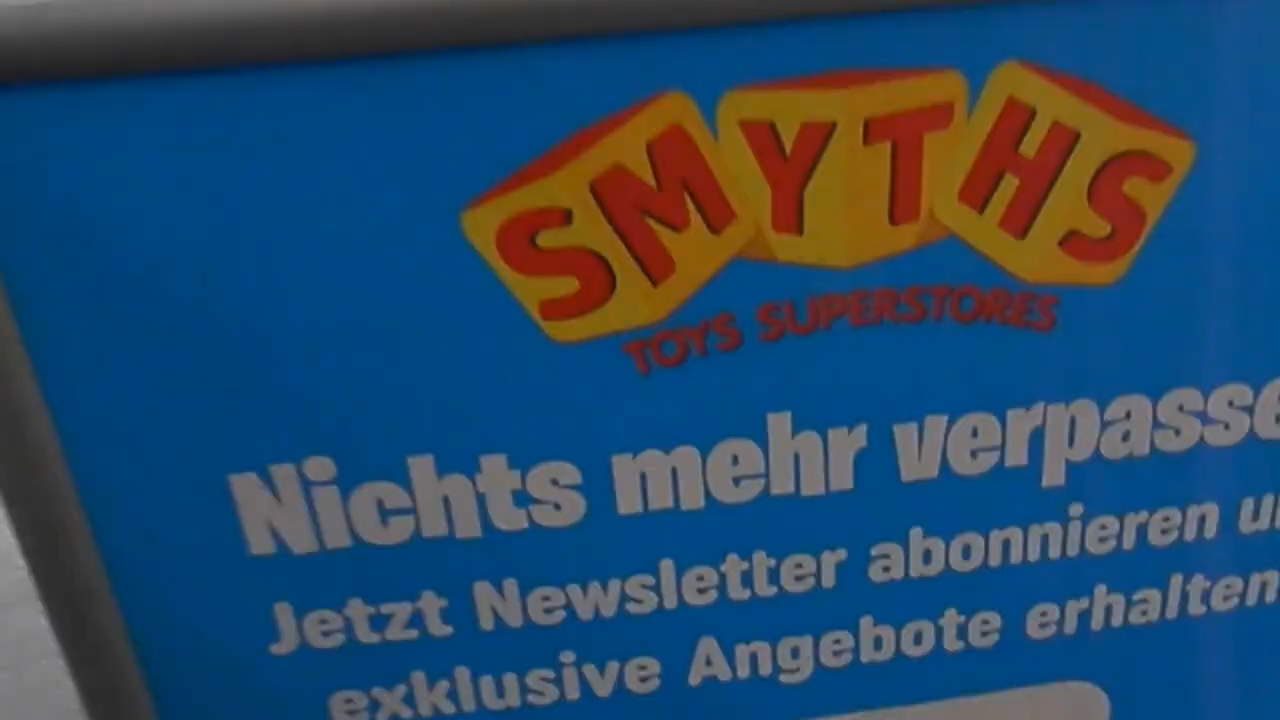 SMYTHS
TOYS SUPERSTORES
Nichts mehr verpasse
Jetzt Newsletter abonnieren u
exklusive Angebote erhalten